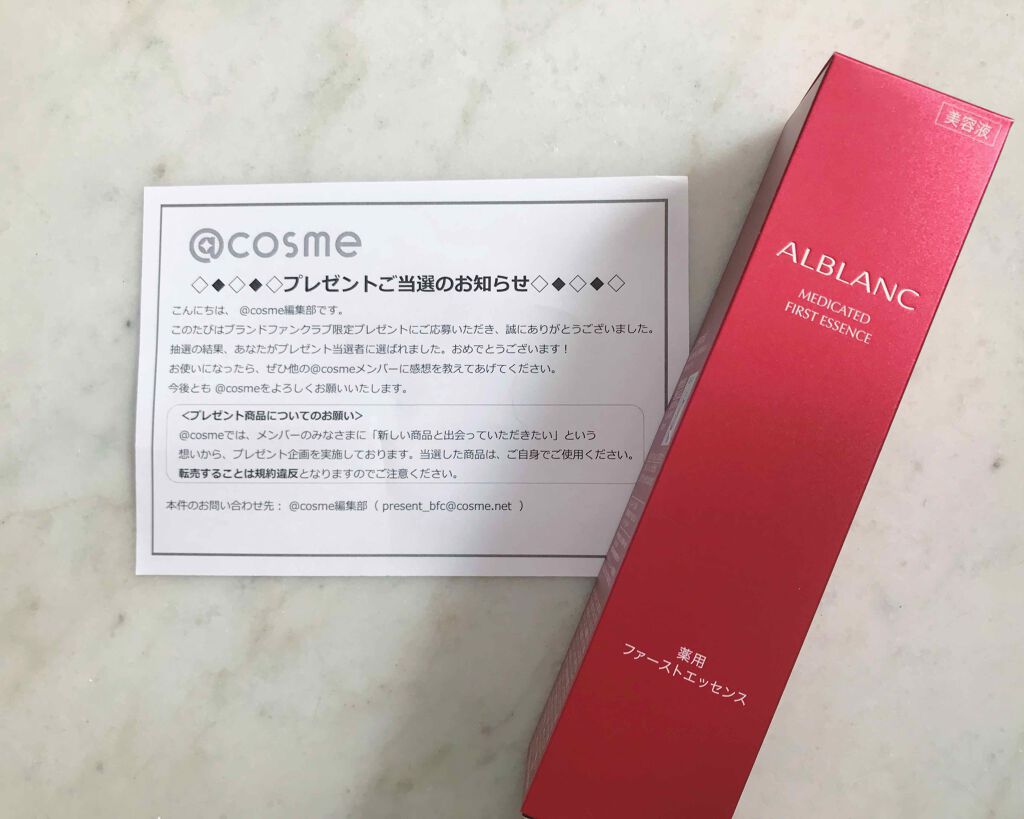 @cosme
◇◆◇◆◇プレゼントご当選のお知らせ◇◆◇◆◇
こんにちは、 @cosme編集部です。
このたびはブランドファンクラブ限定プレゼントにご応募いただき、誠にありがとうございました。
抽選の結果、あなたがプレゼント当選者に選ばれました。おめでとうございます！
お使いになったら、ぜひ他の@cosmeメンバーに感想を教えてあげてください。
今後とも @cosmeをよろしくお願いいたします。
<プレゼント商品についてのお願い>
@cosmeでは、メンバーのみなさまに「新しい商品と出会っていただきたい」という
想いから、プレゼント企画を実施しております。当選した商品は、ご自身でご使用ください。
転売することは規約違反となりますのでご注意ください。
本件のお問い合わせ先： @cosme編集部（ present_bfc@cosme.net ）
美容液
ALBLANC
MEDICATED
FIRST ESSENCE
薬用
ファーストエッセンス